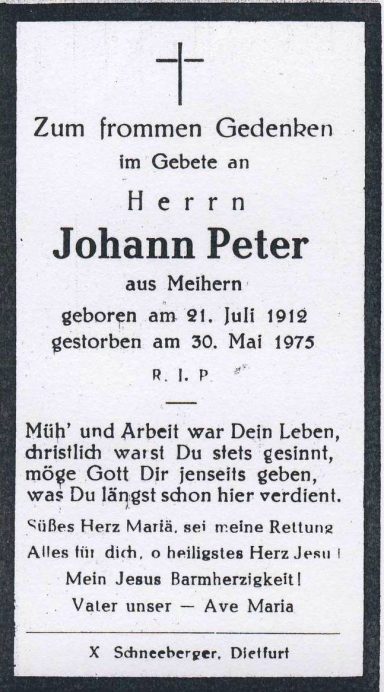 Zum frommen Gedenken
im Gebete an
Herrn
Johann Peter
aus Meihern
geboren am 21. Juli 1912
gestorben am 30. Mai 1975
R. I. P.
Müh' und Arbeit war Dein Leben,
christlich warst Du stets gesinnt,
möge Gott Dir jenseits geben,
was Du längst schon hier verdient.
Süßes Herz Mariä, sei meine Rettung
Alles für dich, o heiligstes Herz Jesu!
Mein Jesus Barmherzigkeit!
Vater unser — Ave Maria
X Schneeberger, Dietfurt